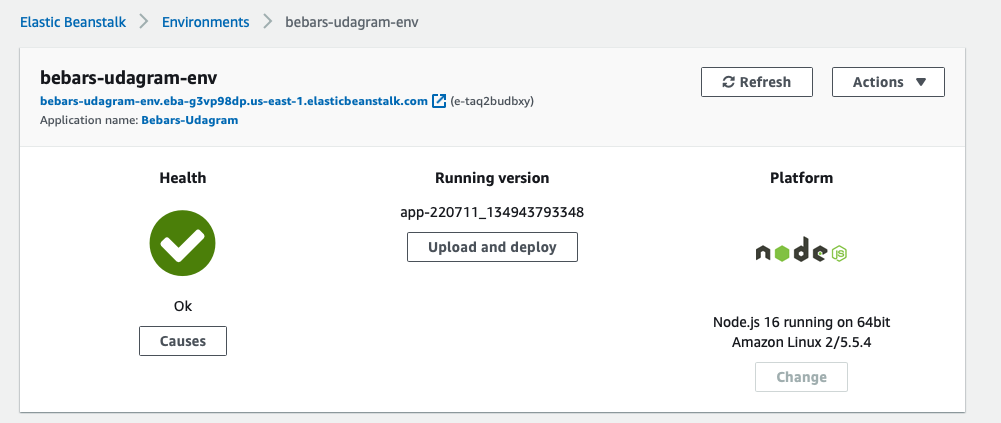 Elastic Beanstalk > Environments > bebars-udagram-env
bebars-udagram-env
Refresh
Actions
bebars-udagram-env.eba-g3vp98dp.us-east-1.elasticbeanstalk.com (e-taq2budbxy)
Application name: Bebars-Udagram
Health
Running version
Platform
app-220711_134943793348
Upload and deploy
node JS
Ok
Causes
Node.js 16 running on 64bit
Amazon Linux 2/5.5.4
Change